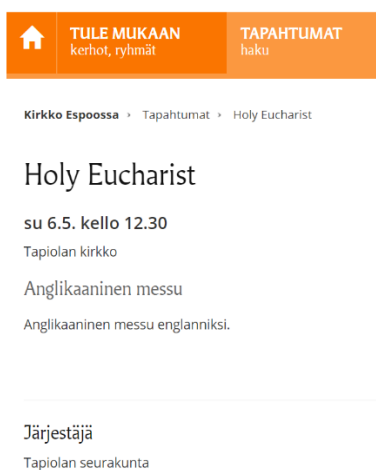 TULE MUKAAN
kerhot, ryhmät
TAPAHTUMAT
haku
Kirkko Espoossa › Tapahtumat › Holy Eucharist
Holy Eucharist
su 6.5. kello 12.30
Tapiolan kirkko
Anglikaaninen messu
Anglikaaninen messu englanniksi.
Järjestäjä
Tapiolan seurakunta